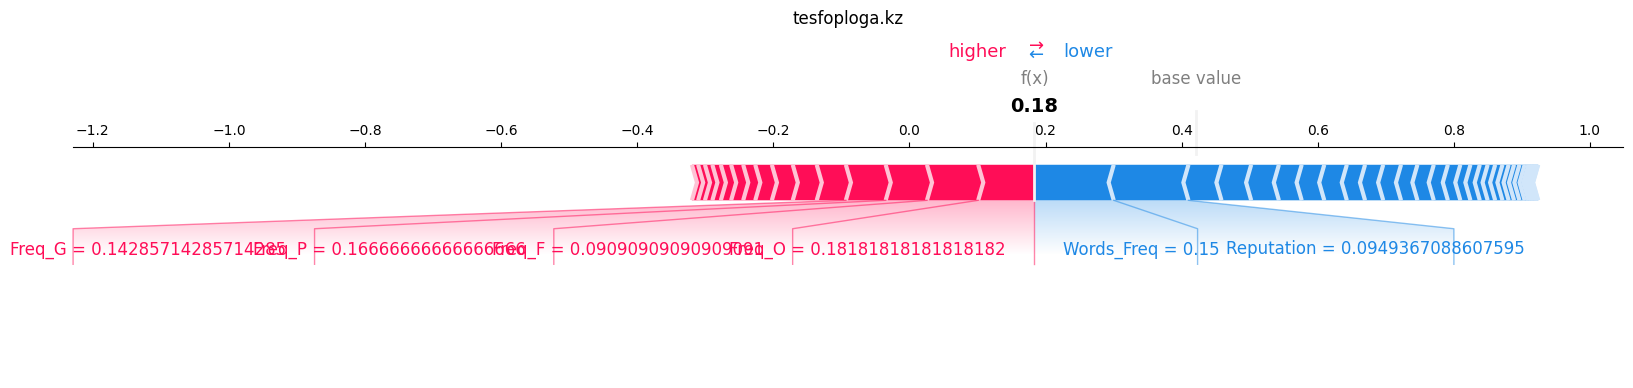 tesfoploga.kz
higher → ← lower
f(x) base value
0.18
−1.2 −1.0 −0.8 −0.6 −0.4 −0.2 0.0 0.2 0.4 0.6 0.8 1.0
Freq_G = 0.14285714285714285 Freq_P = 0.16666666666666666 Freq_F = 0.09090909090909091 Freq_O = 0.18181818181818182 Words_Freq = 0.15 Reputation = 0.0949367088607595